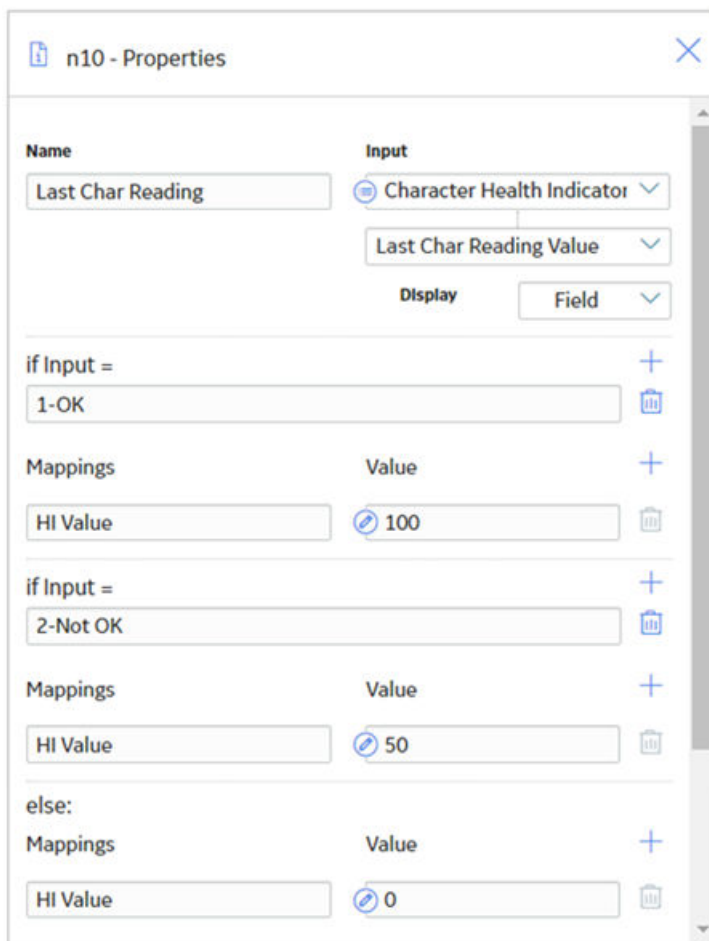 n10 - Properties
Name Input
Last Char Reading Character Health Indicator
Last Char Reading Value
Display Field
if Input =
1-OK
Mappings Value
HI Value 100
if Input =
2-Not OK
Mappings Value
HI Value 50
else:
Mappings Value
HI Value 0